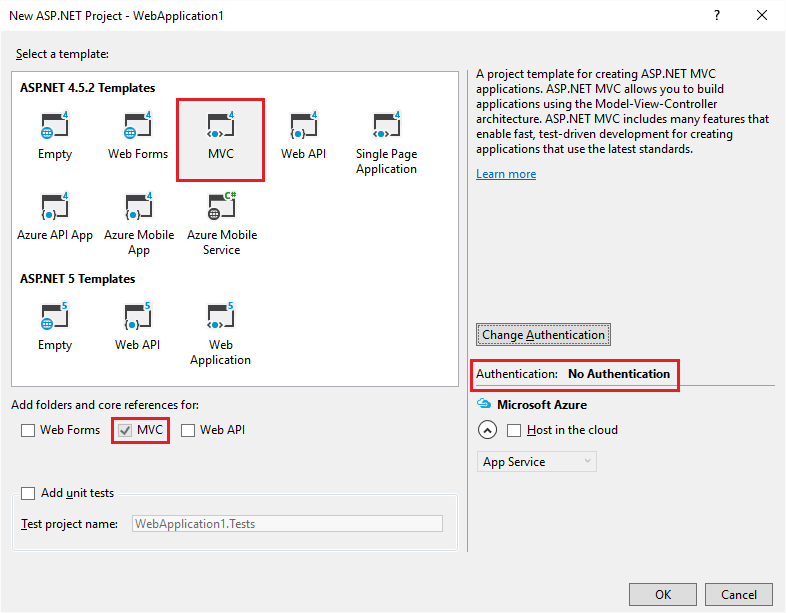 New ASP.NET Project - WebApplication1
?
Select a template:
ASP.NET 4.5.2 Templates
4
4
4
4
4
Empty
Web Forms
MVC
Web API
Single Page
Application
4
4
C#
Azure API App
Azure Mobile
App
Azure Mobile
Service
ASP.NET 5 Templates
5
5
5
Empty
Web API
Web
Application
A project template for creating ASP.NET MVC
applications. ASP.NET MVC allows you to build
applications using the Model-View-Controller
architecture. ASP.NET MVC includes many features that
enable fast, test-driven development for creating
applications that use the latest standards.
Learn more
Change Authentication
Authentication: No Authentication
Microsoft Azure
Host in the cloud
App Service
Add folders and core references for:
Web Forms
MVC
Web API
Add unit tests
Test project name: WebApplication1.Tests
OK
Cancel